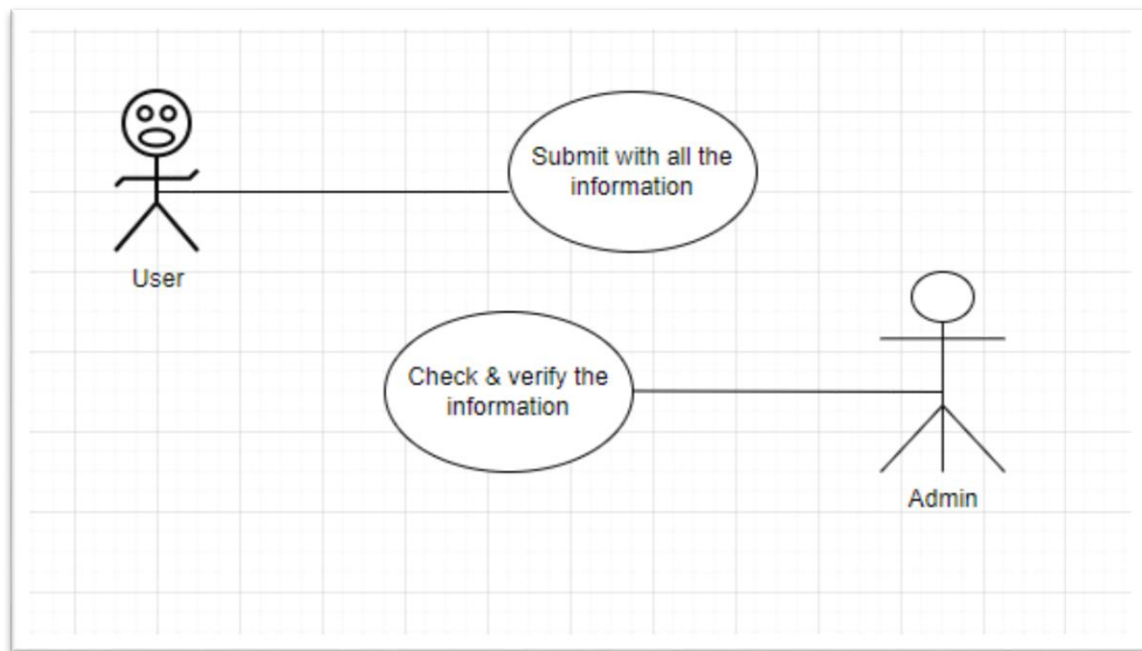 Submit with all the
information
User
Check & verify the
information
Admin